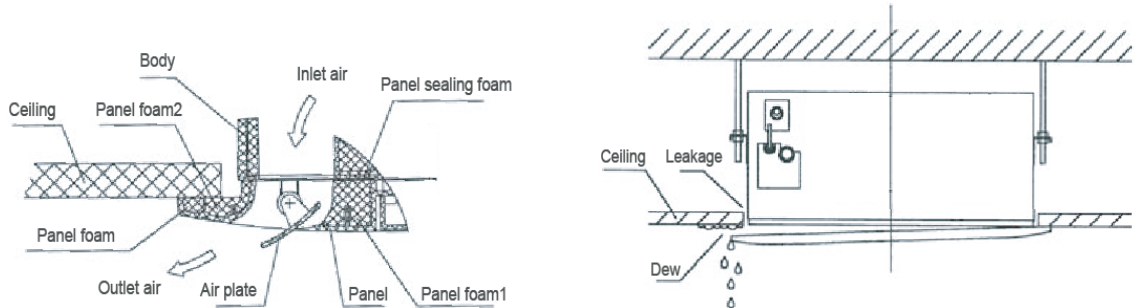 Body
Inlet air
Panel sealing foam
Ceiling
Panel foam2
Panel foam
Outlet air
Air plate
Panel
Panel foam1
Ceiling
Leakage
Dew